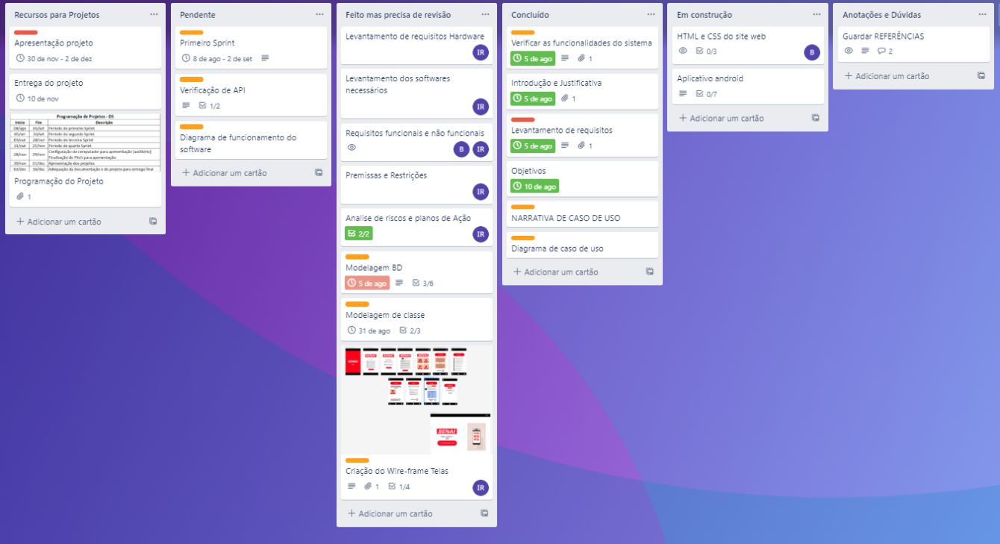 Recursos para Projetos
Apresentação projeto
30 de nov - 2 de dez
Entrega do projeto
10 de nov
Programação de Projetos - DS
Início Fim Descrição
08/ago 02/set Período do primeiro Sprint
05/set 30/set Período do segundo Sprint
03/out 28/out Período do terceiro Sprint
31/out 25/nov Período do quarto Sprint
28/nov 29/nov Configuração do computador para apresentação (auditório)
Finalização do Pitch para apresentação
30/nov 02/dez Apresentação dos projetos
02/dez 16/dez Adequação da documentação e do projeto para entrega final
Programação do Projeto
1
+ Adicionar um cartão
Pendente
Primeiro Sprint
8 de ago - 2 de set
Verificação de API
1/2
Diagrama de funcionamento do
software
+ Adicionar um cartão
Feito mas precisa de revisão
Levantamento de requisitos Hardware
IR
Levantamento dos softwares
necessários
IR
Requisitos funcionais e não funcionais
B IR
Premissas e Restrições
IR
Analise de riscos e planos de Ação
2/2 IR
Modelagem BD
5 de ago 3/6
Modelagem de classe
31 de ago 2/3
SENAI
SENAI
Criação do Wire-frame Telas
1 1/4 IR
+ Adicionar um cartão
Concluído
Verificar as funcionalidades do sistema
5 de ago 1
Introdução e Justificativa
5 de ago 1
Levantamento de requisitos
5 de ago 1
Objetivos
10 de ago
NARRATIVA DE CASO DE USO
Diagrama de caso de uso
+ Adicionar um cartão
Em construção
HTML e CSS do site web
0/3 B
Aplicativo android
0/7
+ Adicionar um cartão
Anotações e Dúvidas
Guardar REFERÊNCIAS
2
+ Adicionar um cartão